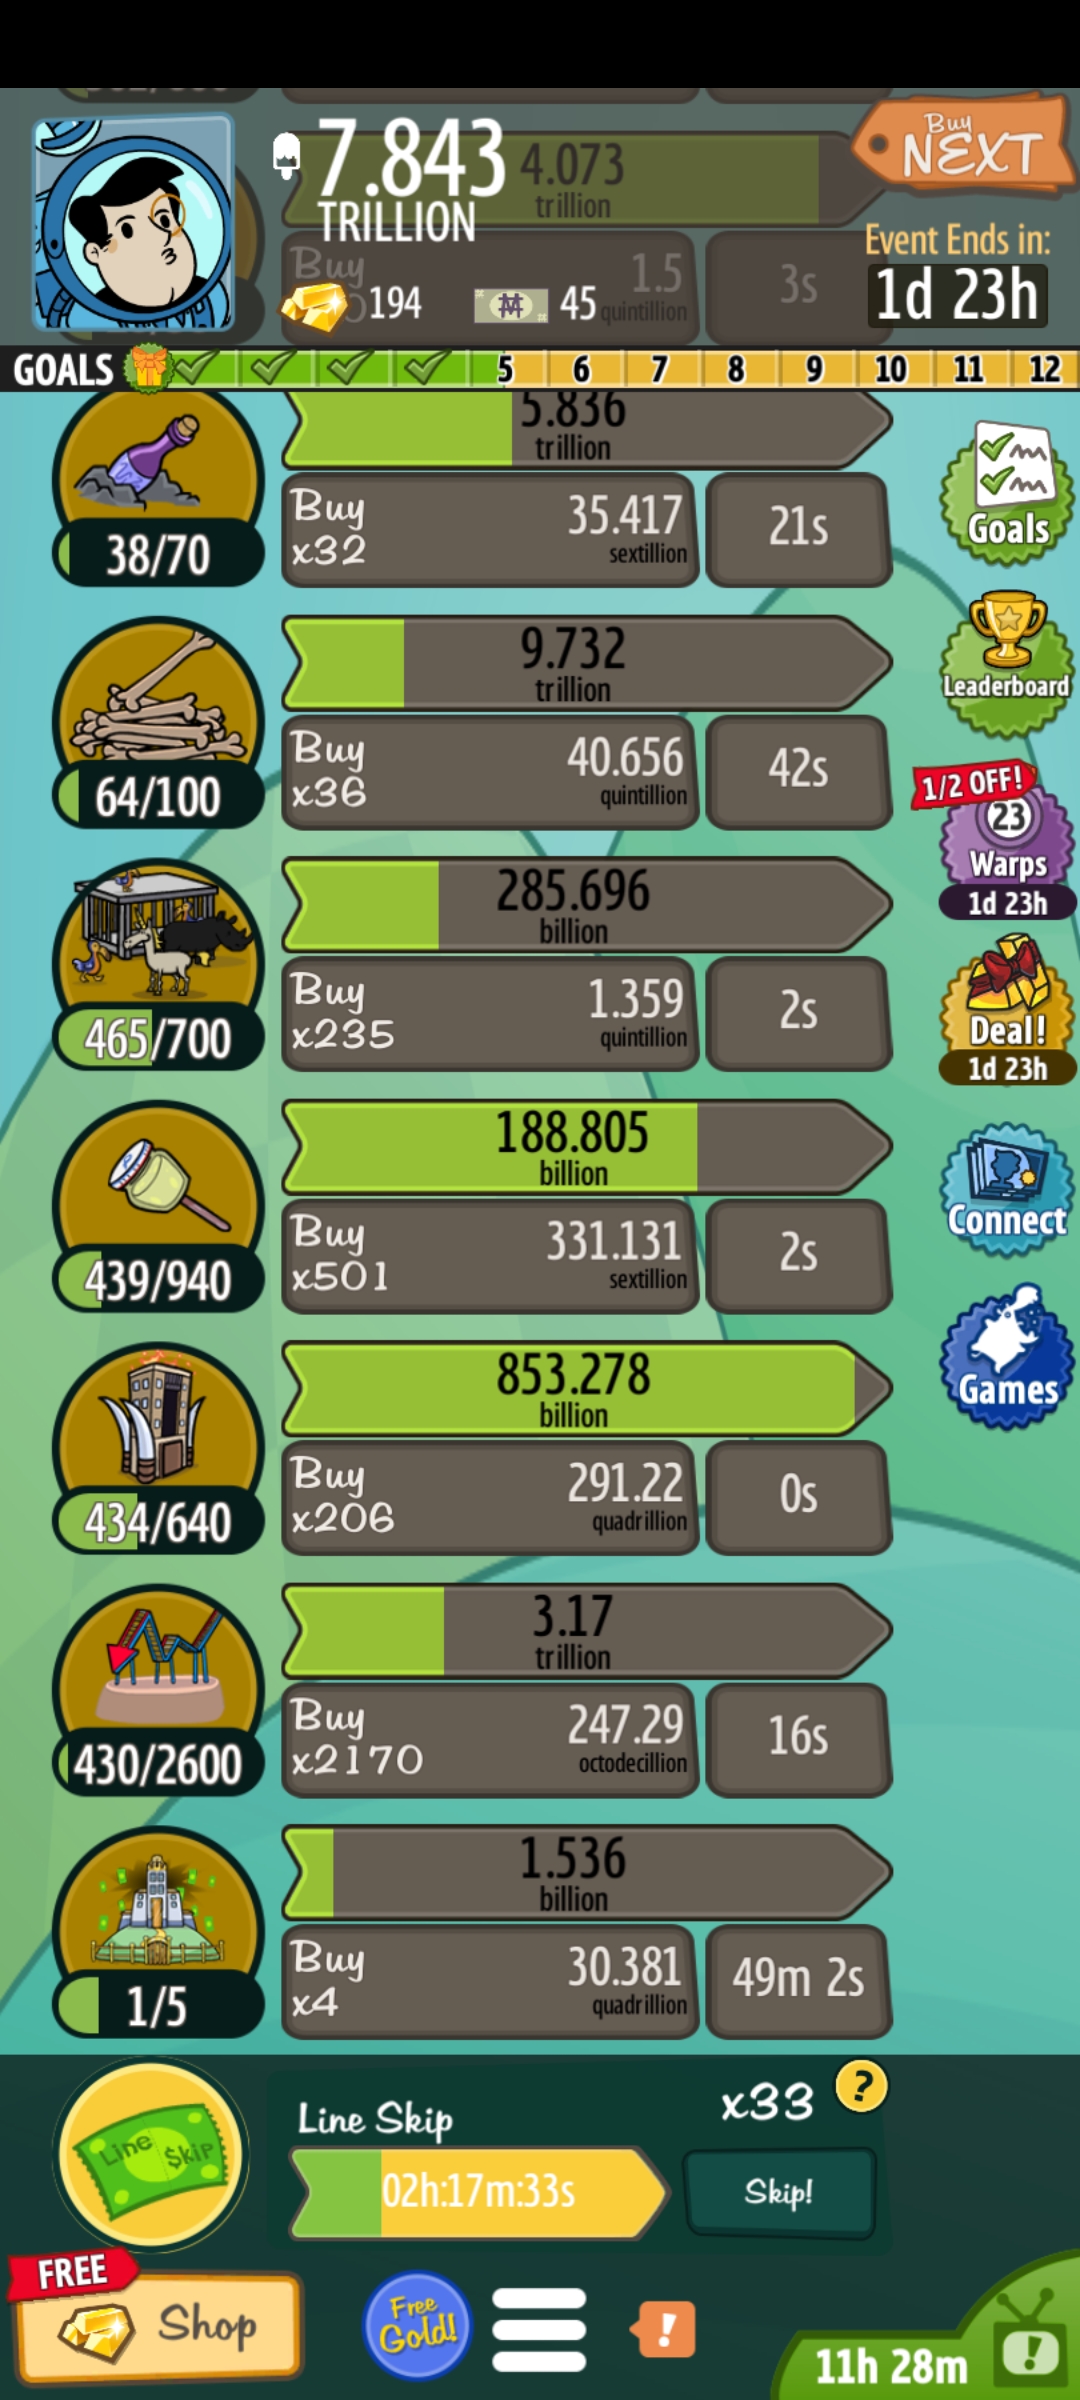 Buy
NEXT
7.843
TRILLION
4.073
trillion
Buy
1.5
quintillion
3s
194
45
Event Ends in:
1d 23h
GOALS
5 6 7 8 9 10 11 12
5.836
trillion
38/70
Buy
x32
35.417
sextillion
21s
Goals
9.732
trillion
64/100
Buy
x36
40.656
quintillion
42s
Leaderboard
1/2 OFF!
23
Warps
1d 23h
285.696
billion
465/700
Buy
x235
1.359
quintillion
2s
Deal!
1d 23h
188.805
billion
439/940
Buy
x501
331.131
sextillion
2s
Connect
853.278
billion
434/640
Buy
x206
291.22
quadrillion
0s
Games
3.17
trillion
430/2600
Buy
x2170
247.29
octodecillion
16s
1.536
billion
1/5
Buy
x4
30.381
quadrillion
49m 2s
Line Skip
Line Skip
x33
?
02h:17m:33s
Skip!
FREE
Shop
Free
Gold!
!
11h 28m
!